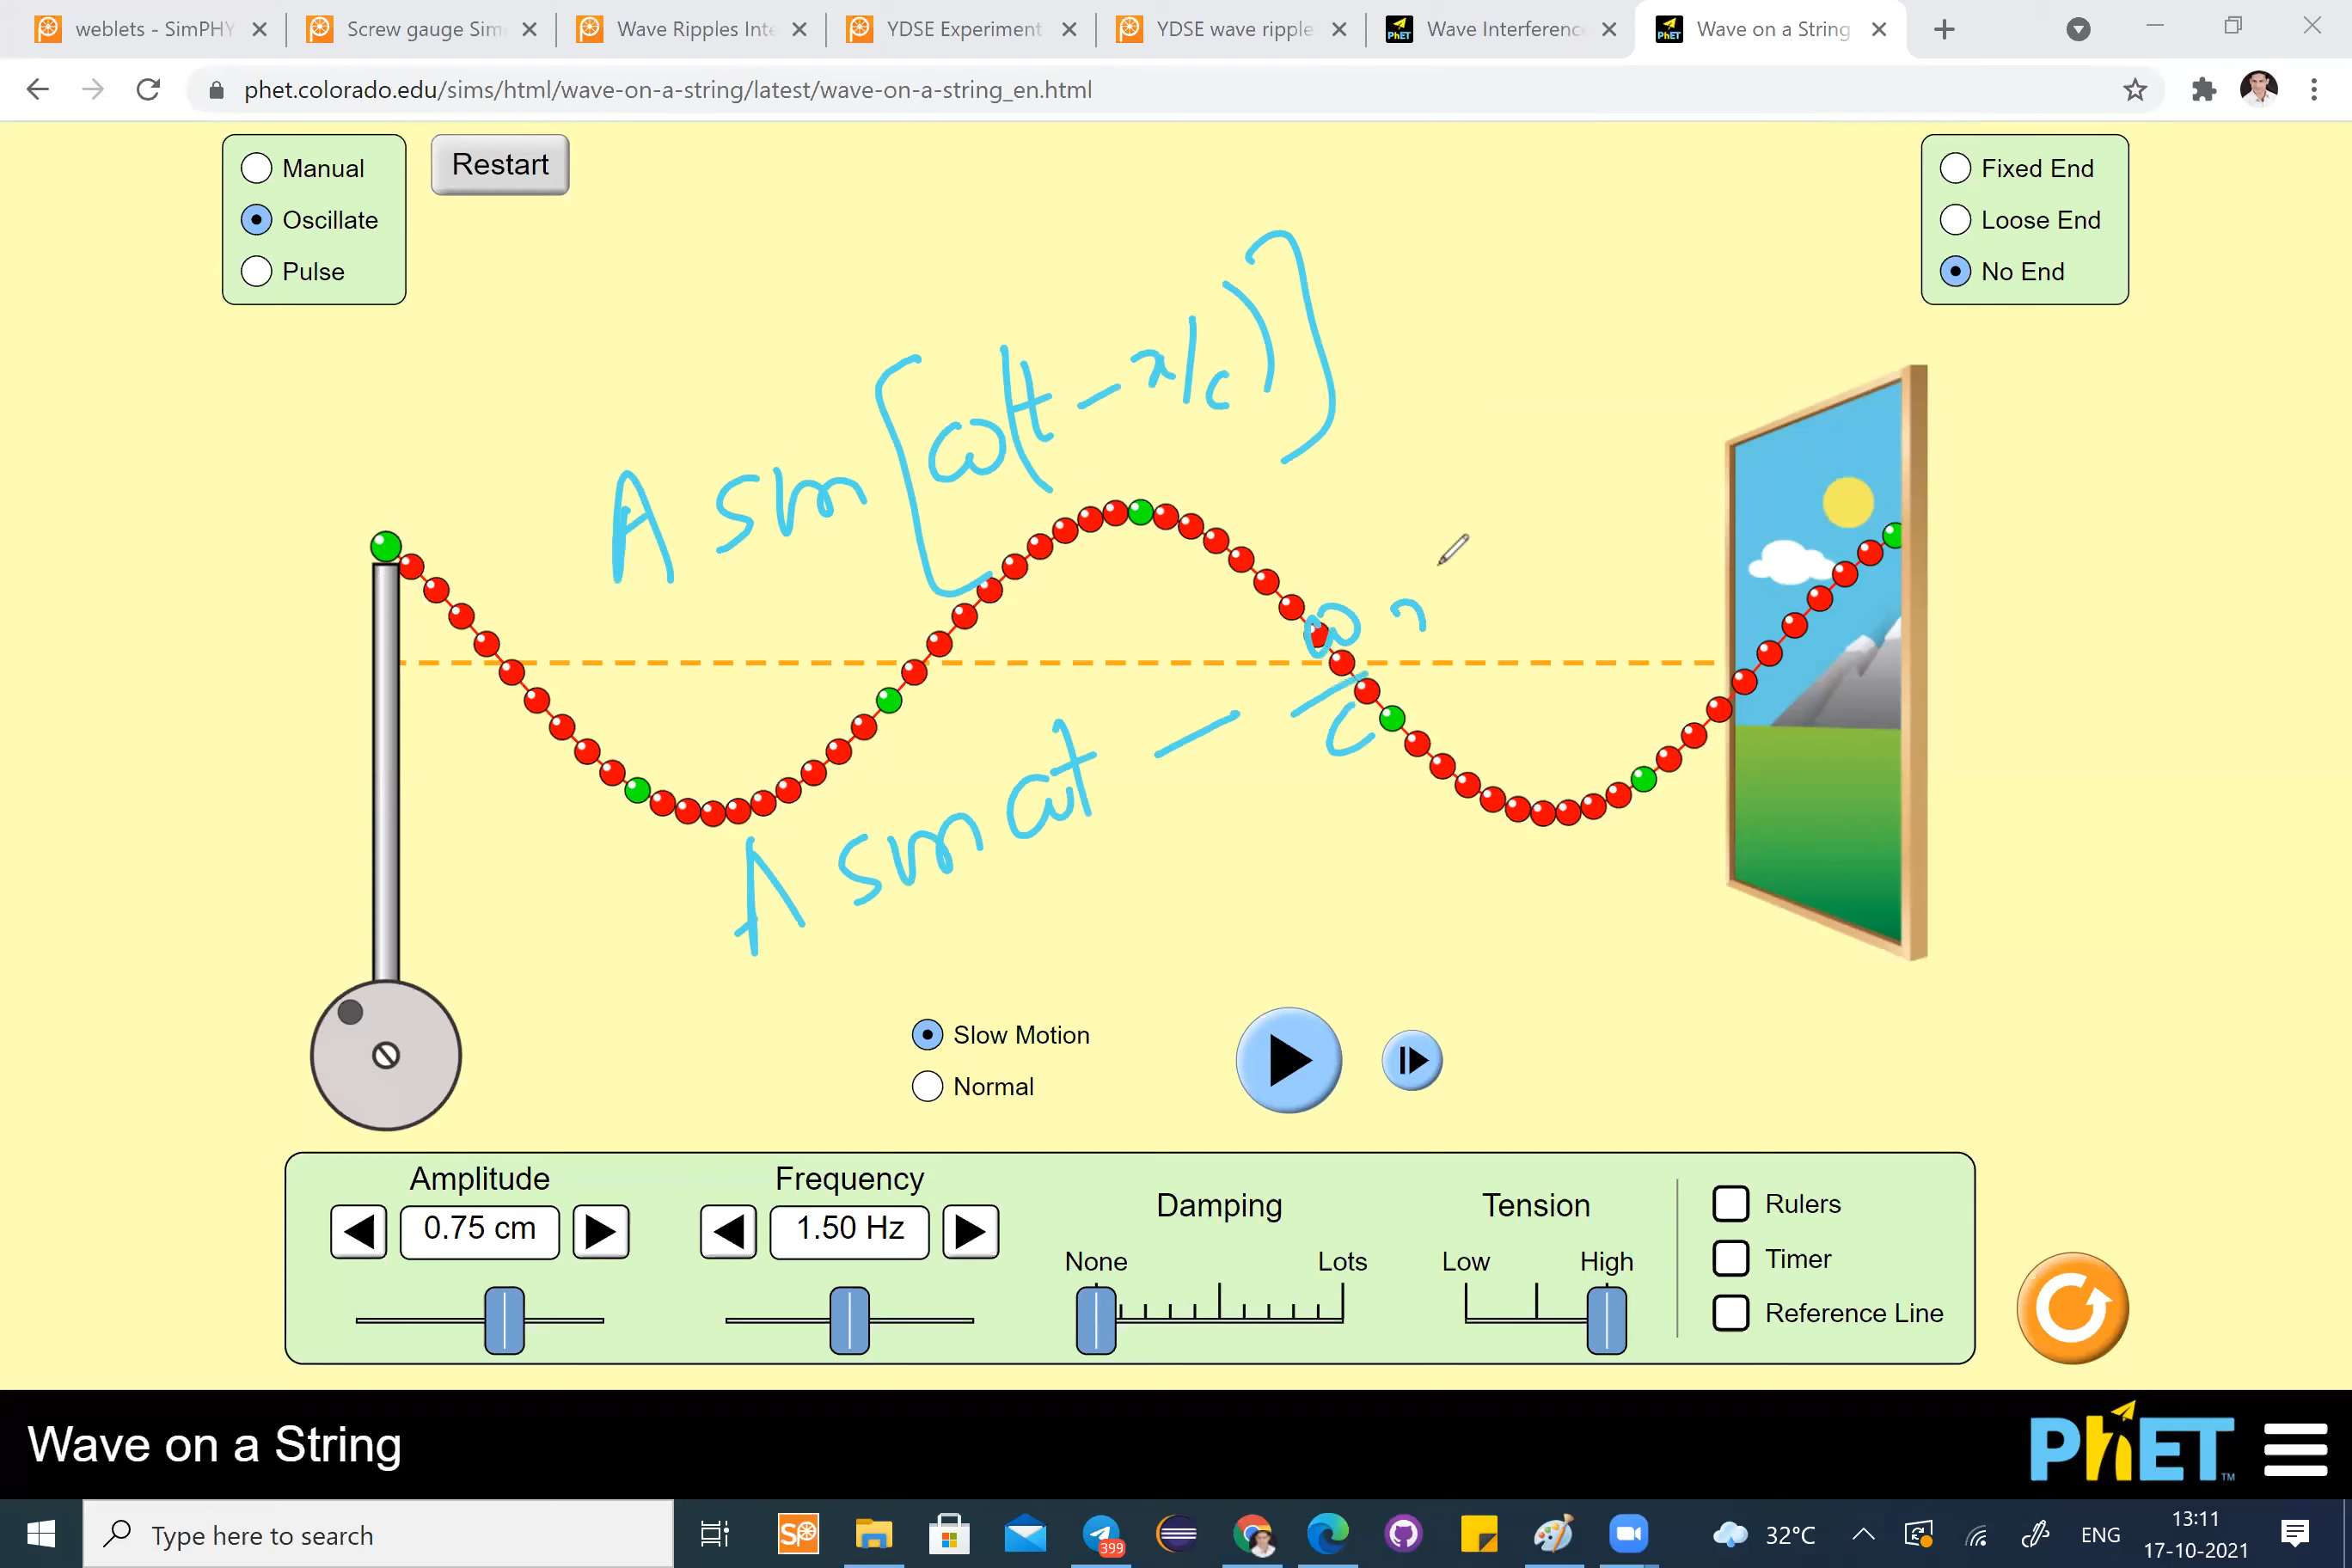 weblets - SimPHY
Screw gauge Sim
Wave Ripples Inte
YDSE Experiment
YDSE wave ripple
Wave Interferenc
Wave on a String
phet.colorado.edu/sims/html/wave-on-a-string/latest/wave-on-a-string_en.html
Manual
Oscillate
Pulse
Restart
Fixed End
Loose End
No End
A sin [ω(t - x/c)]
A sin ωt - ω/c
Slow Motion
Normal
Amplitude
0.75 cm
Frequency
1.50 Hz
Damping
None
Lots
Tension
Low
High
Rulers
Timer
Reference Line
Wave on a String
PhET™
Type here to search
SP
399
32°C
ENG
13:11
17-10-2021